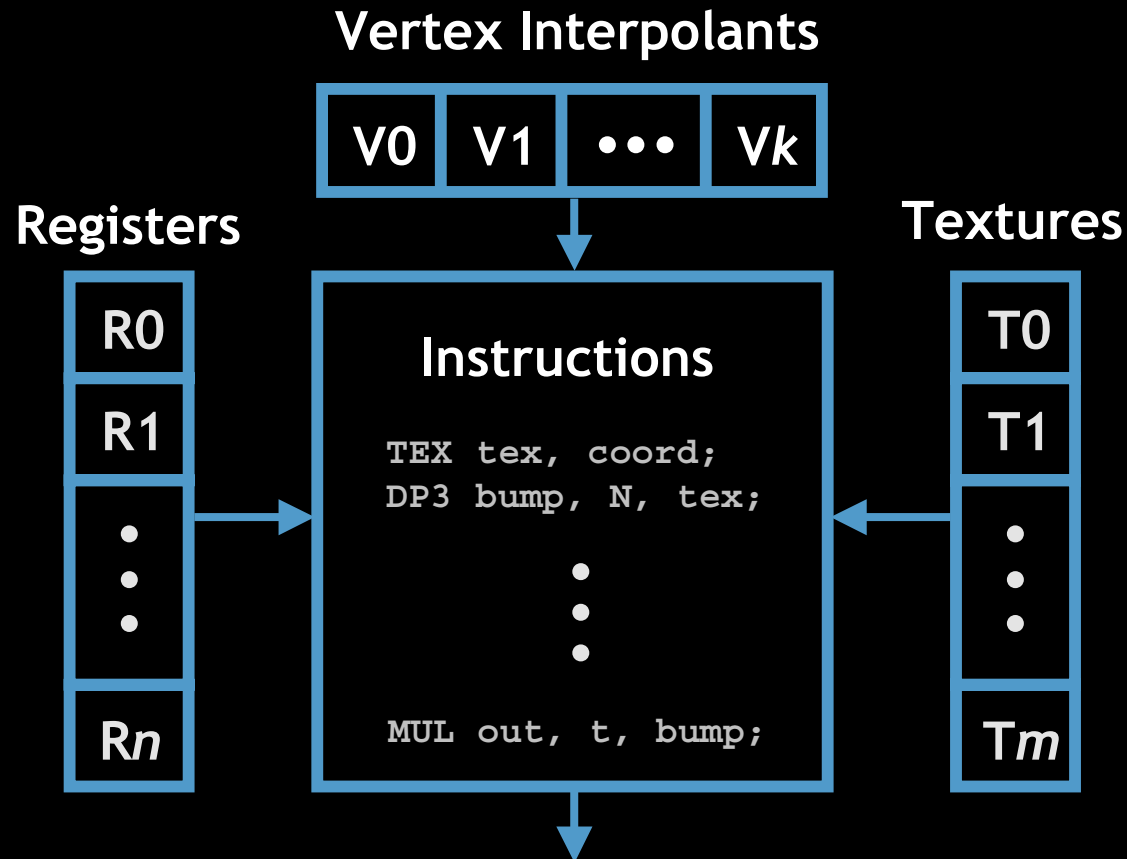 Vertex Interpolants
V0 V1 ••• Vk
Registers
R0
R1
•
•
•
Rn
Instructions
TEX tex, coord;
DP3 bump, N, tex;
•
•
•
MUL out, t, bump;
Textures
T0
T1
•
•
•
Tm